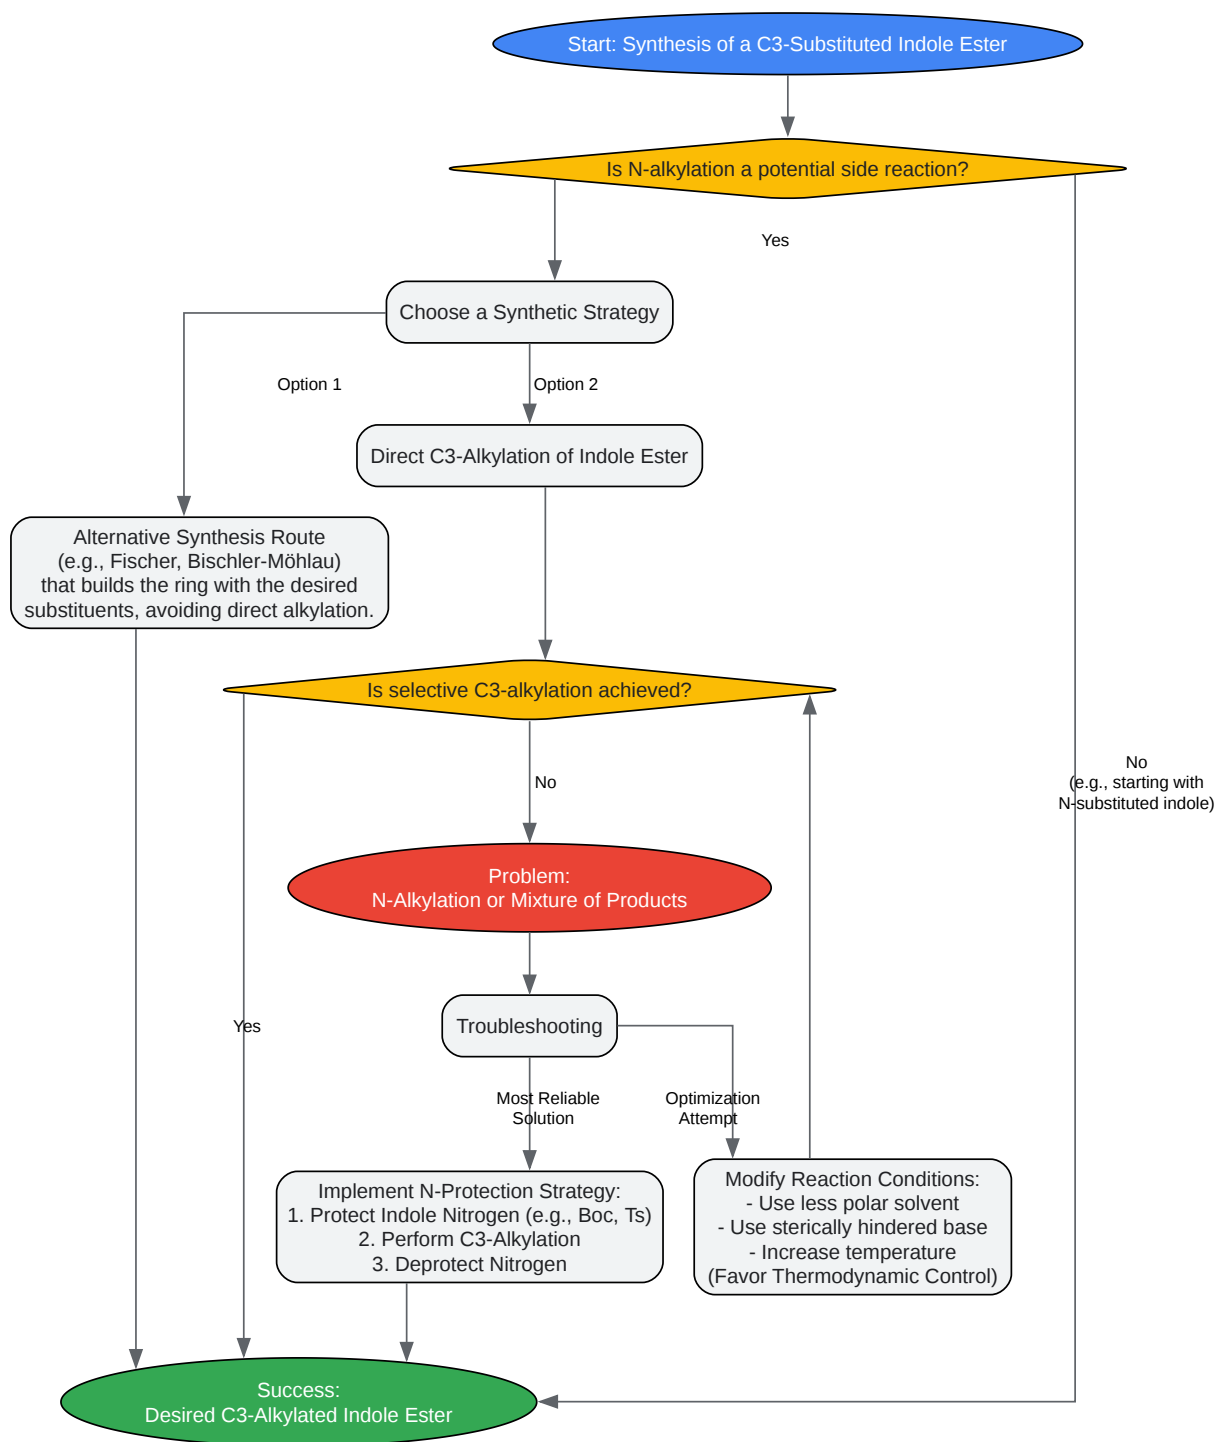 Start: Synthesis of a C3-Substituted Indole Ester
Is N-alkylation a potential side reaction?
Yes
Choose a Synthetic Strategy
Option 1
Option 2
Direct C3-Alkylation of Indole Ester
Alternative Synthesis Route
(e.g., Fischer, Bischler-Möhlau)
that builds the ring with the desired
substituents, avoiding direct alkylation.
Is selective C3-alkylation achieved?
No
(e.g., starting with
N-substituted indole)
No
Problem:
N-Alkylation or Mixture of Products
Yes
Troubleshooting
Most Reliable
Solution
Optimization
Attempt
Implement N-Protection Strategy:
1. Protect Indole Nitrogen (e.g., Boc, Ts)
2. Perform C3-Alkylation
3. Deprotect Nitrogen
Modify Reaction Conditions:
- Use less polar solvent
- Use sterically hindered base
- Increase temperature
(Favor Thermodynamic Control)
Success:
Desired C3-Alkylated Indole Ester